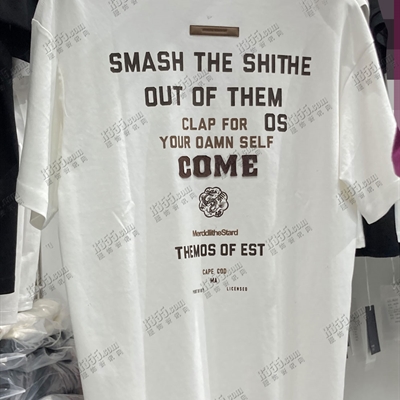 SMASH THE SHITHE
OUT OF THEM
CLAP FOR OS
YOUR DAMN SELF
COME
MerddlitheStard
THEMOS OF EST
CAPE COD
MA
LICENSED